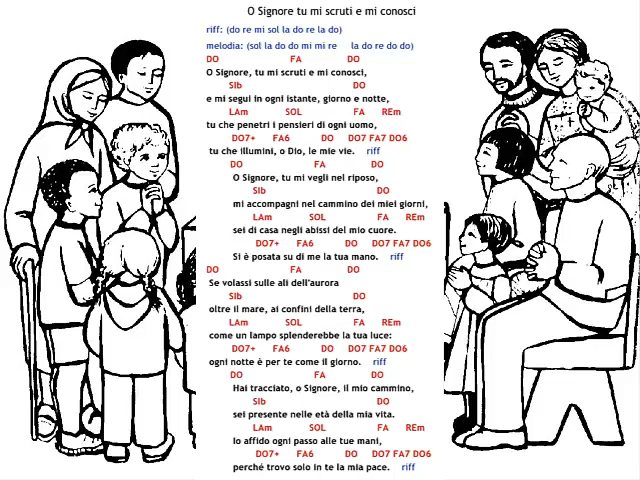 O Signore tu mi scruti e mi conosci
riff: (do re mi sol la do re la do)
melodia: (sol la do do mi mi re la do re do do)
DO FA DO
O Signore, tu mi scruti e mi conosci,
SIb DO
e mi segui in ogni istante, giorno e notte,
LAm SOL FA REm
tu che penetri i pensieri di ogni uomo,
DO7+ FA6 DO DO7 FA7 DO6
tu che illumini, o Dio, le mie vie. riff
DO FA DO
O Signore, tu mi vegli nel riposo,
SIb DO
mi accompagni nel cammino dei miei giorni,
LAm SOL FA REm
sei di casa negli abissi del mio cuore.
DO7+ FA6 DO DO7 FA7 DO6
Si è posata su di me la tua mano. riff
DO FA DO
Se volassi sulle ali dell'aurora
SIb DO
oltre il mare, ai confini della terra,
LAm SOL FA REm
come un lampo splenderebbe la tua luce:
DO7+ FA6 DO DO7 FA7 DO6
ogni notte è per te come il giorno. riff
DO FA DO
Hai tracciato, o Signore, il mio cammino,
SIb DO
sei presente nelle età della mia vita.
LAm SOL FA REm
Io affido ogni passo alle tue mani,
DO7+ FA6 DO DO7 FA7 DO6
perché trovo solo in te la mia pace. riff